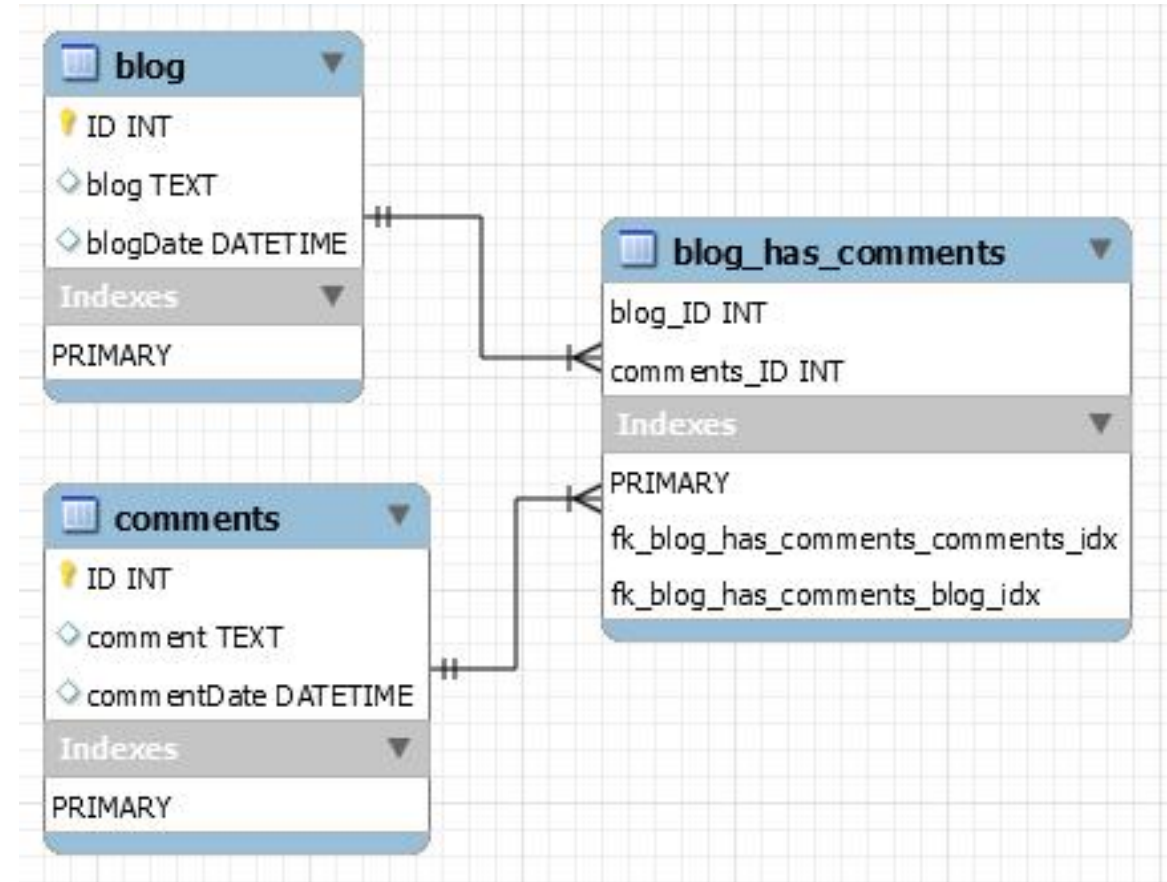 blog
ID INT
blog TEXT
blogDate DATETIME
Indexes
PRIMARY
blog_has_comments
blog_ID INT
comments_ID INT
Indexes
PRIMARY
fk_blog_has_comments_comments_idx
fk_blog_has_comments_blog_idx
comments
ID INT
comment TEXT
commentDate DATETIME
Indexes
PRIMARY